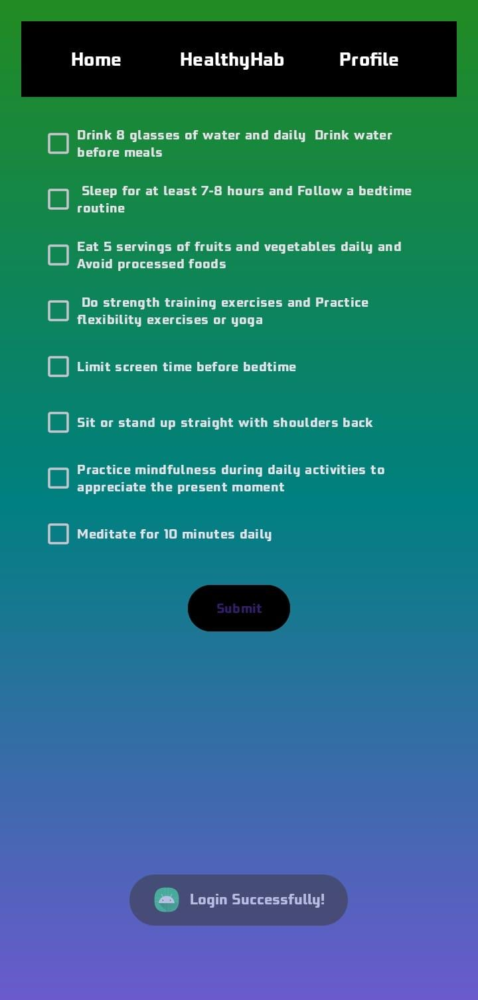 Home HealthyHab Profile
Drink 8 glasses of water and daily  Drink water
before meals
Sleep for at least 7-8 hours and Follow a bedtime
routine
Eat 5 servings of fruits and vegetables daily and
Avoid processed foods
Do strength training exercises and Practice
flexibility exercises or yoga
Limit screen time before bedtime
Sit or stand up straight with shoulders back
Practice mindfulness during daily activities to
appreciate the present moment
Meditate for 10 minutes daily
Submit
Login Successfully!